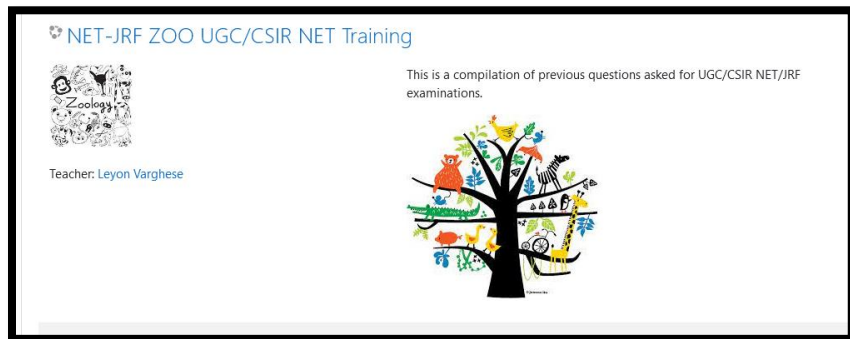 NET-JRF ZOO UGC/CSIR NET Training
Zoology
This is a compilation of previous questions asked for UGC/CSIR NET/JRF
examinations.
Teacher: Leyon Varghese